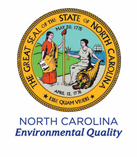 THE GREAT SEAL OF THE STATE OF NORTH CAROLINA
MAY 20, 1775
APRIL 12, 1776
ESSE QUAM VIDERI
NORTH CAROLINA
Environmental Quality